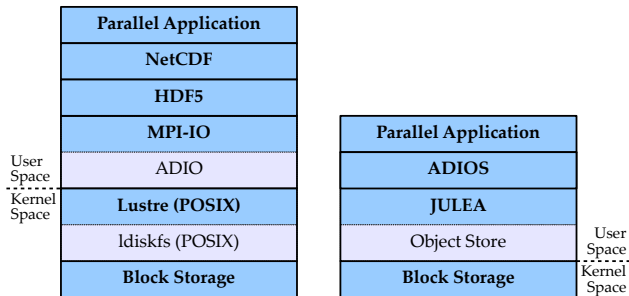 Parallel Application
NetCDF
HDF5
MPI-IO
ADIO
Lustre (POSIX)
ldiskfs (POSIX)
Block Storage
User
Space
Kernel
Space
Parallel Application
ADIOS
JULEA
Object Store
Block Storage
User
Space
Kernel
Space